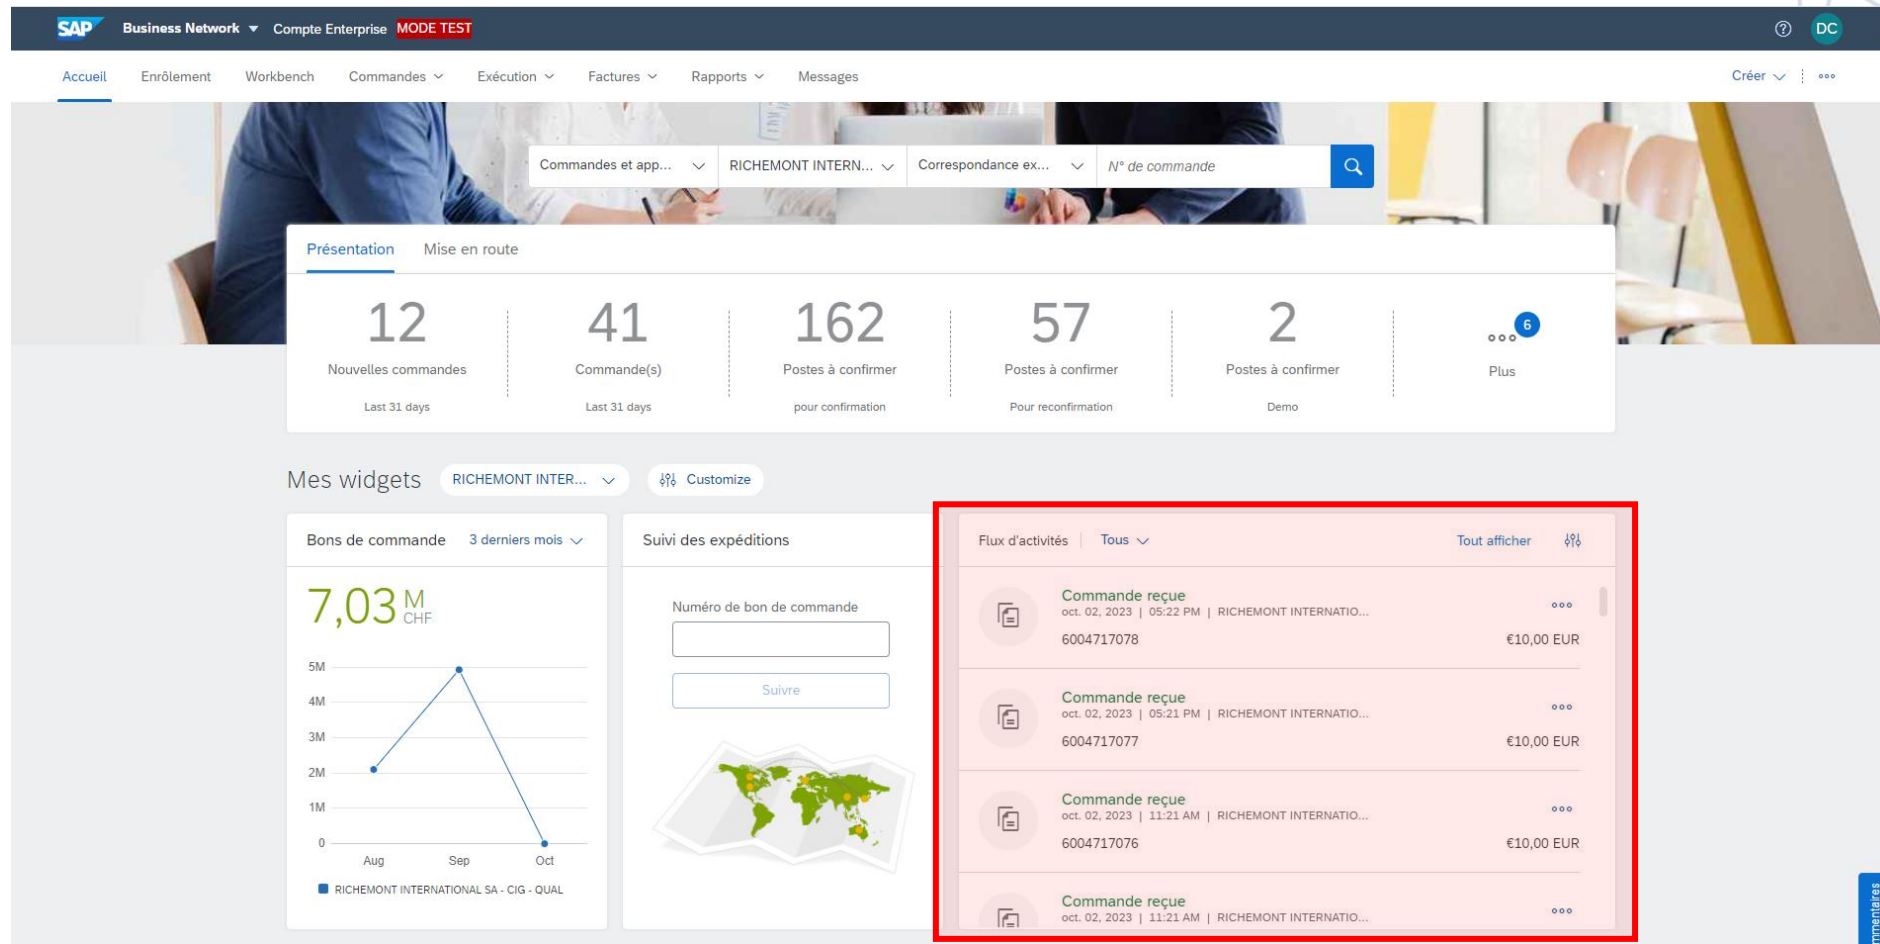 SAP Business Network Compte Enterprise MODE TEST DC
Accueil Enrôlement Workbench Commandes Exécution Factures Rapports Messages Créer
Commandes et app... RICHEMONT INTERN... Correspondance ex... N° de commande
Présentation Mise en route
12 41 162 57 2 6
Nouvelles commandes Commande(s) Postes à confirmer Postes à confirmer Postes à confirmer Plus
Last 31 days Last 31 days pour confirmation Pour reconfirmation Demo
Mes widgets RICHEMONT INTER... Customize
Bons de commande 3 derniers mois
7,03 M CHF
5M
4M
3M
2M
1M
0
Aug Sep Oct
RICHEMONT INTERNATIONAL SA - CIG - QUAL
Suivi des expéditions
Numéro de bon de commande
Suivre
Flux d'activités Tous Tout afficher
Commande reçue
oct. 02, 2023 | 05:22 PM | RICHEMONT INTERNATIO...
6004717078 €10,00 EUR
Commande reçue
oct. 02, 2023 | 05:21 PM | RICHEMONT INTERNATIO...
6004717077 €10,00 EUR
Commande reçue
oct. 02, 2023 | 11:21 AM | RICHEMONT INTERNATIO...
6004717076 €10,00 EUR
Commande reçue
oct. 02, 2023 | 11:21 AM | RICHEMONT INTERNATIO...